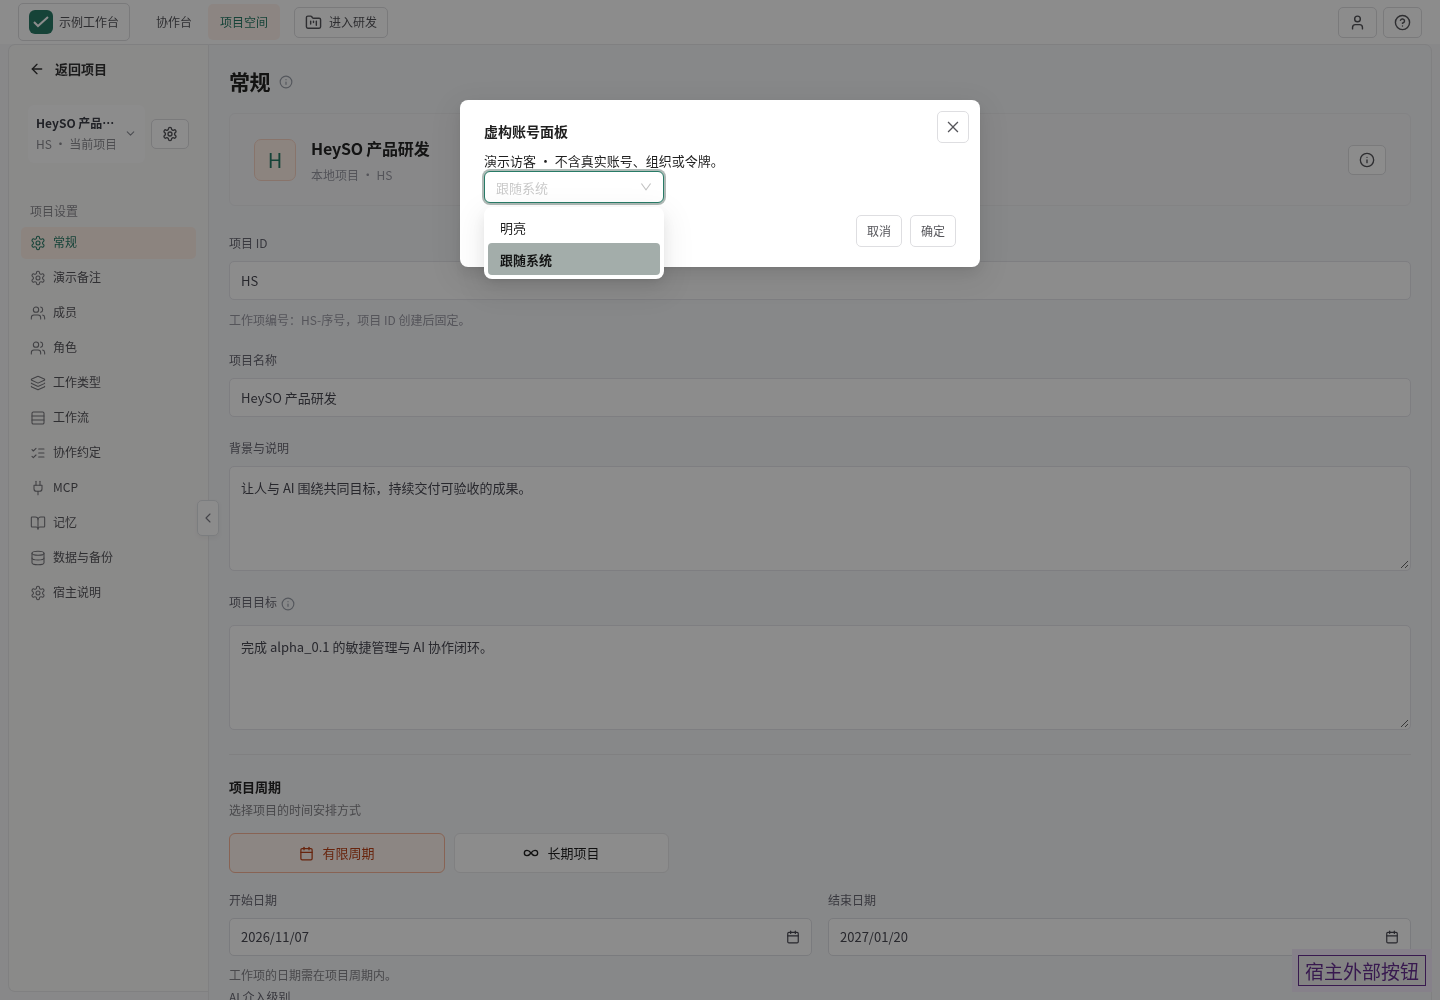 示例工作台
协作台
项目空间
进入研发
返回项目
HeySO 产品…
HS • 当前项目
项目设置
常规
演示备注
成员
角色
工作类型
工作流
协作约定
MCP
记忆
数据与备份
宿主说明
常规
H
HeySO 产品研发
本地项目 • HS
虚构账号面板
演示访客 • 不含真实账号、组织或令牌。
跟随系统
明亮
跟随系统
取消
确定
项目 ID
HS
工作项编号：HS-序号，项目 ID 创建后固定。
项目名称
HeySO 产品研发
背景与说明
让人与 AI 围绕共同目标，持续交付可验收的成果。
项目目标
完成 alpha_0.1 的敏捷管理与 AI 协作闭环。
项目周期
选择项目的时间安排方式
有限周期
长期项目
开始日期
结束日期
2026/11/07
2027/01/20
工作项的日期需在项目周期内。
AI 介入级别
宿主外部按钮